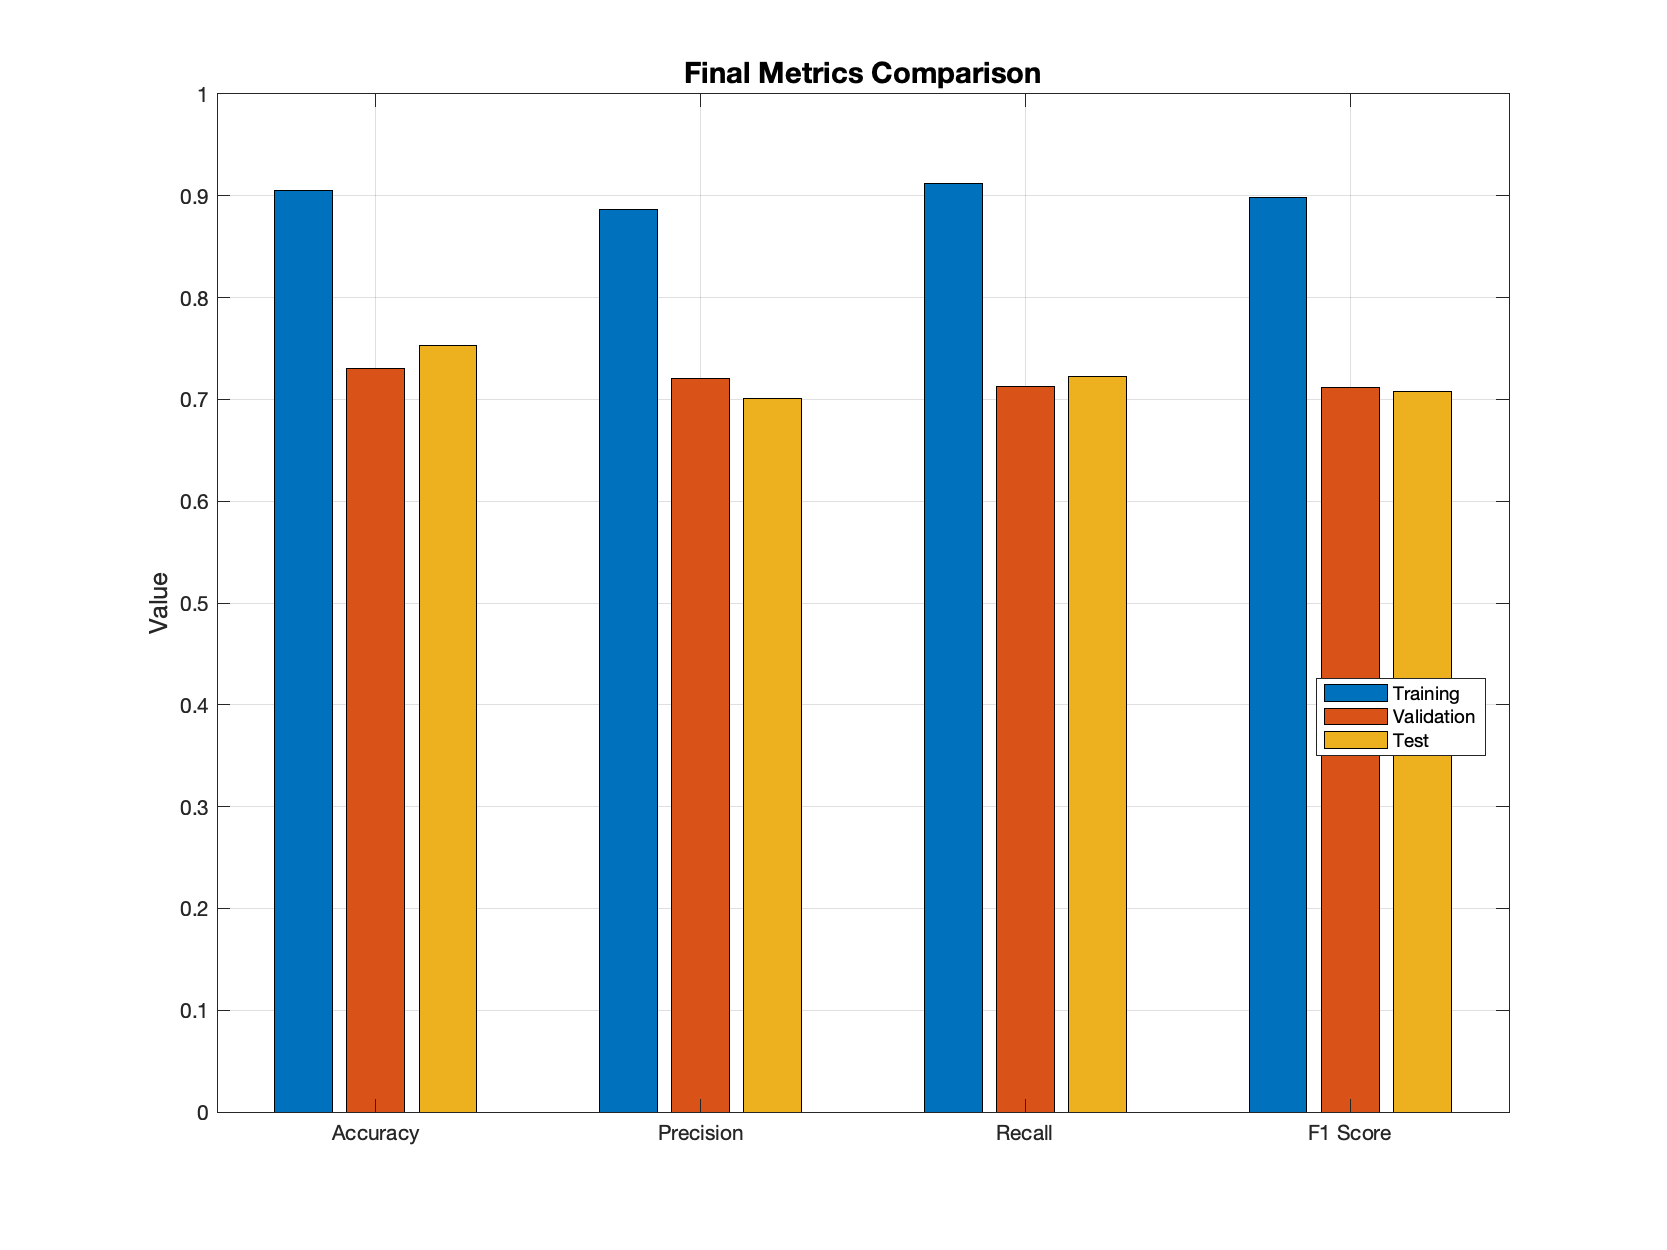 Final Metrics Comparison
1
0.9
0.8
0.7
0.6
0.5
0.4
0.3
0.2
0.1
0
Value
Training
Validation
Test
Accuracy Precision Recall F1 Score